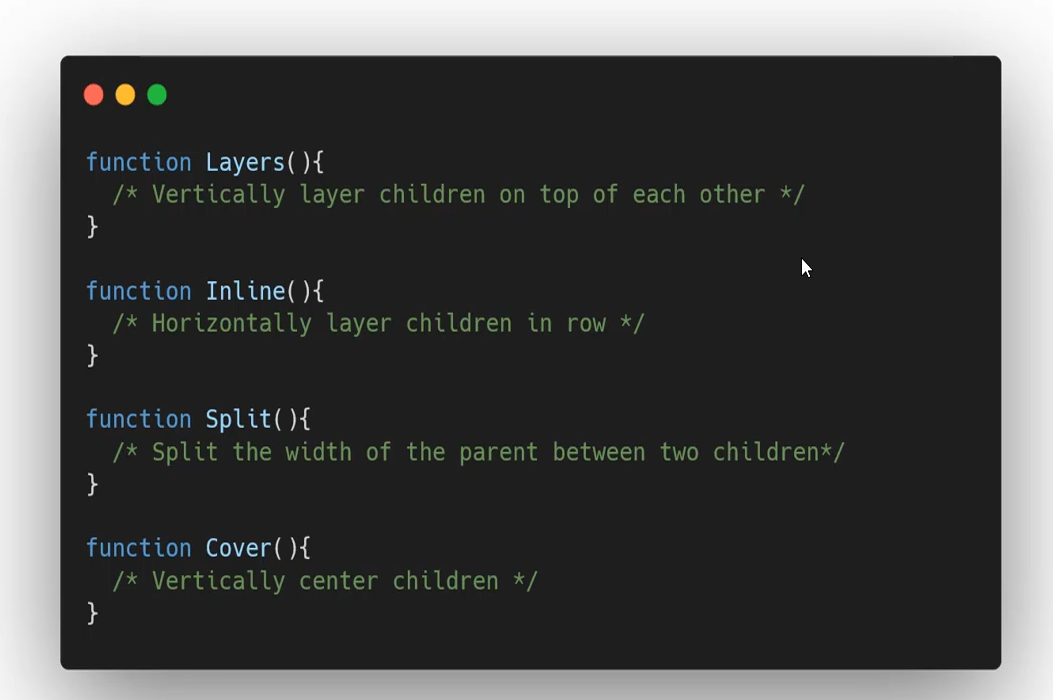 function Layers(){
  /* Vertically layer children on top of each other */
}
function Inline(){
  /* Horizontally layer children in row */
}
function Split(){
  /* Split the width of the parent between two children*/
}
function Cover(){
  /* Vertically center children */
}